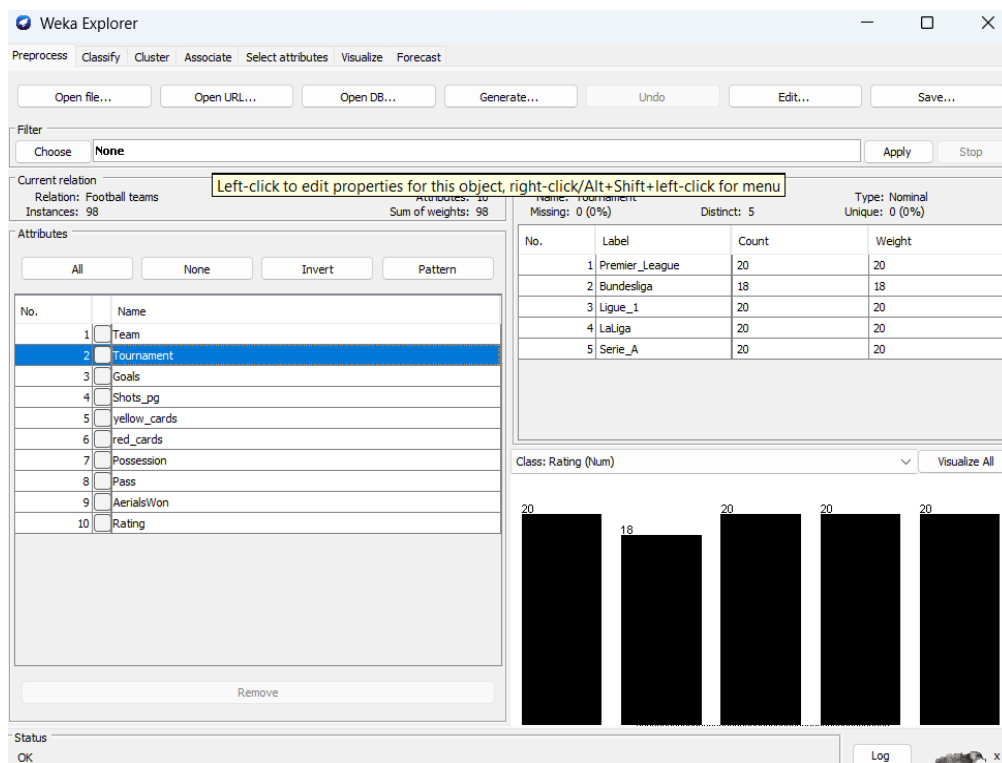 Weka Explorer
Preprocess Classify Cluster Associate Select attributes Visualize Forecast
Open file... Open URL... Open DB... Generate... Undo Edit... Save...
Filter
Choose None Apply Stop
Left-click to edit properties for this object, right-click/Alt+Shift+left-click for menu
Current relation
Relation: Football teams Attributes: 10
Instances: 98 Sum of weights: 98
Name: Tournament Type: Nominal
Missing: 0 (0%) Distinct: 5 Unique: 0 (0%)
Attributes
All None Invert Pattern
No. Name
1 Team
2 Tournament
3 Goals
4 Shots_pg
5 yellow_cards
6 red_cards
7 Possession
8 Pass
9 AerialsWon
10 Rating
Remove
No. Label Count Weight
1 Premier_League 20 20
2 Bundesliga 18 18
3 Ligue_1 20 20
4 LaLiga 20 20
5 Serie_A 20 20
Class: Rating (Num) Visualize All
20 18 20 20 20
Status
OK
Log x